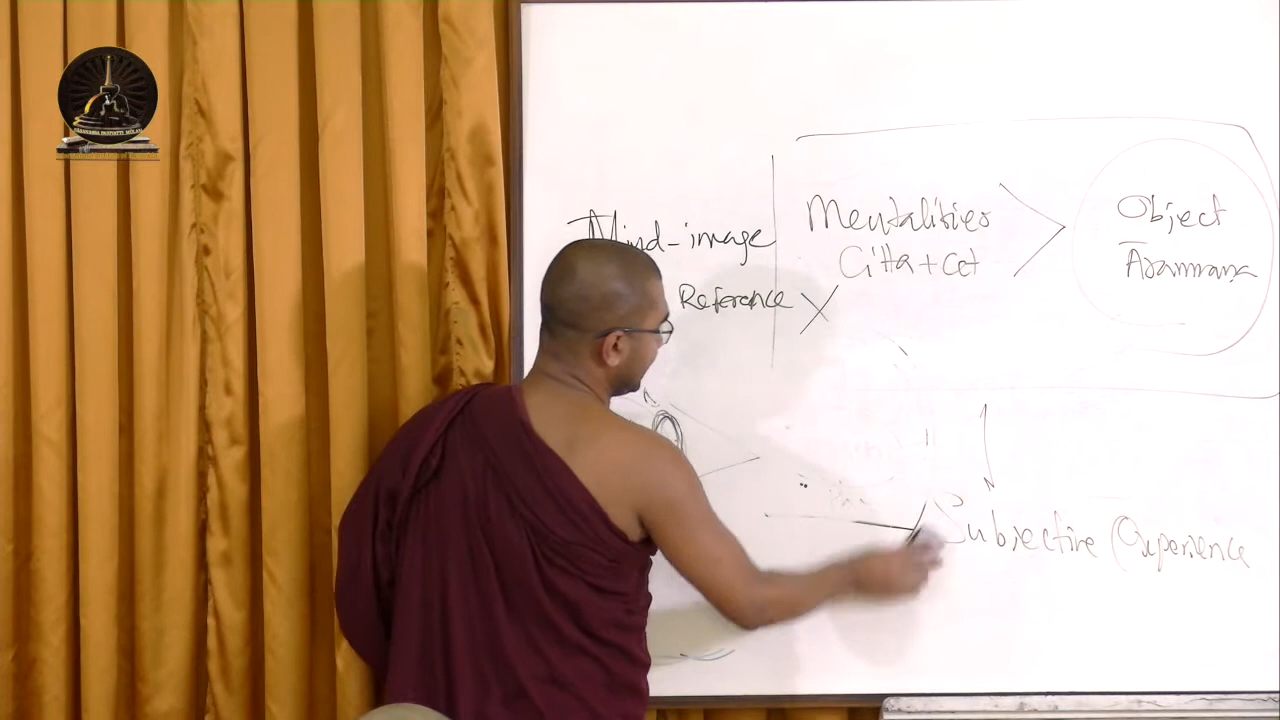 Mind-image
Reference X
Mentalities
Citta + Cet
Object
Ārammaṇa
Subjective Experience